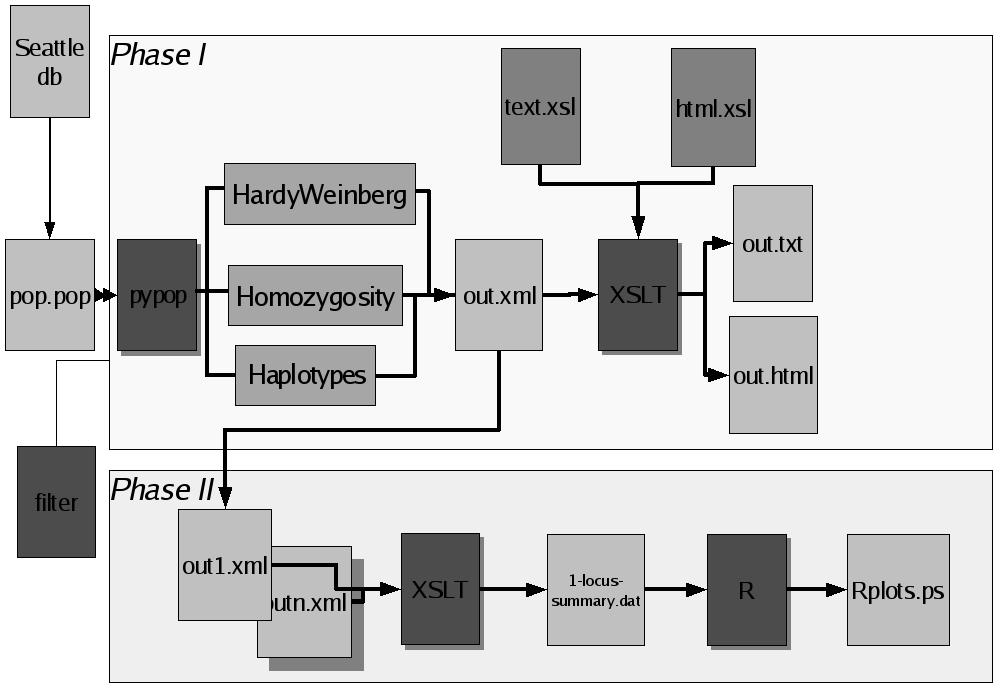 Seattle
db
Phase I
text.xsl
html.xsl
HardyWeinberg
out.txt
pop.pop
pypop
Homozygosity
out.xml
XSLT
Haplotypes
out.html
filter
Phase II
out1.xml
outn.xml
XSLT
1-locus-
summary.dat
R
Rplots.ps